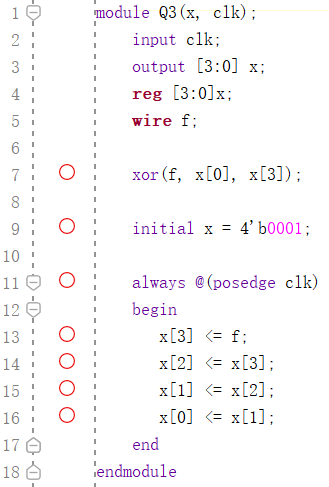 1 module Q3(x, clk);
2 input clk;
3 output [3:0] x;
4 reg [3:0]x;
5 wire f;
6
7 xor(f, x[0], x[3]);
8
9 initial x = 4'b0001;
10
11 always @(posedge clk)
12 begin
13 x[3] <= f;
14 x[2] <= x[3];
15 x[1] <= x[2];
16 x[0] <= x[1];
17 end
18 endmodule